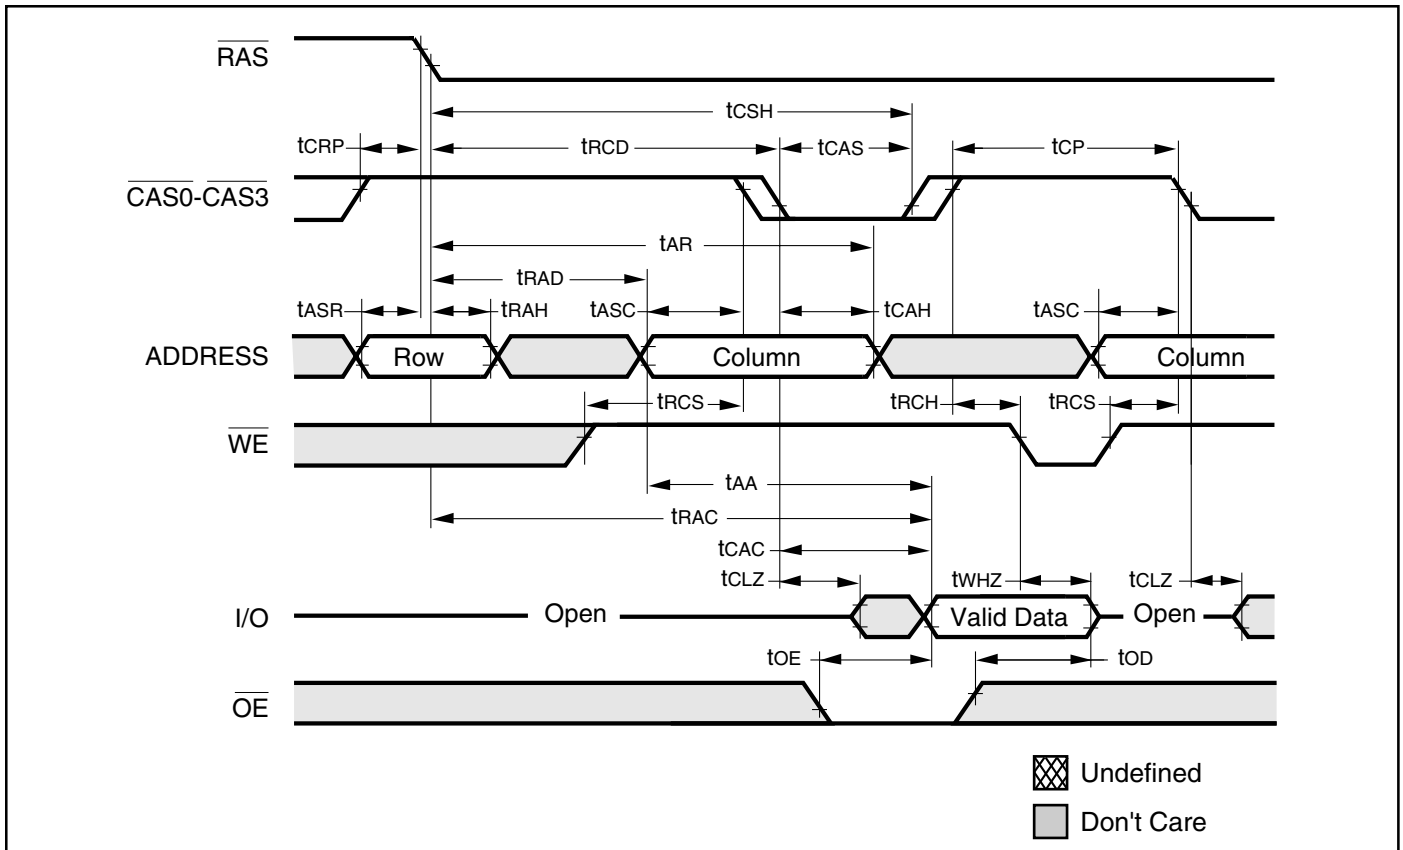 RAS
tCSH
tCRP
tRCD
tCAS
tCP
CAS0-CAS3
tAR
tRAD
tASR
tRAH
tASC
tCAH
tASC
ADDRESS
Row
Column
Column
tRCS
tRCH
tRCS
WE
tAA
tRAC
tCAC
tCLZ
tWHZ
tCLZ
I/O
Open
Valid Data
Open
tOE
tOD
OE
Undefined
Don't Care